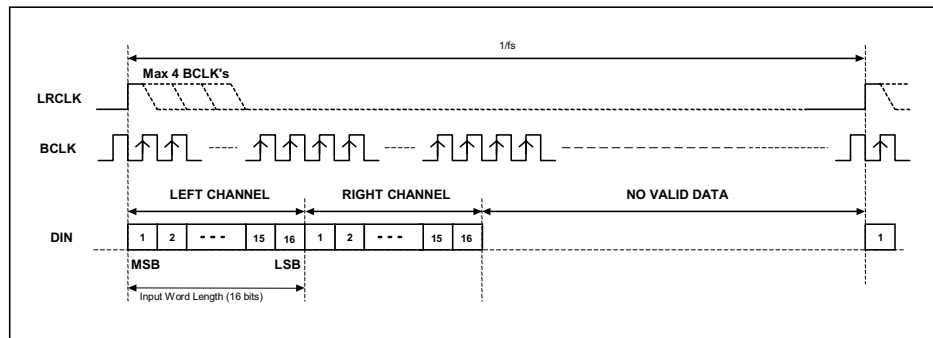 1/fs
Max 4 BCLK's
LRCLK
BCLK
LEFT CHANNEL RIGHT CHANNEL NO VALID DATA
DIN 1 2 15 16 1 2 15 16 1
MSB LSB
Input Word Length (16 bits)